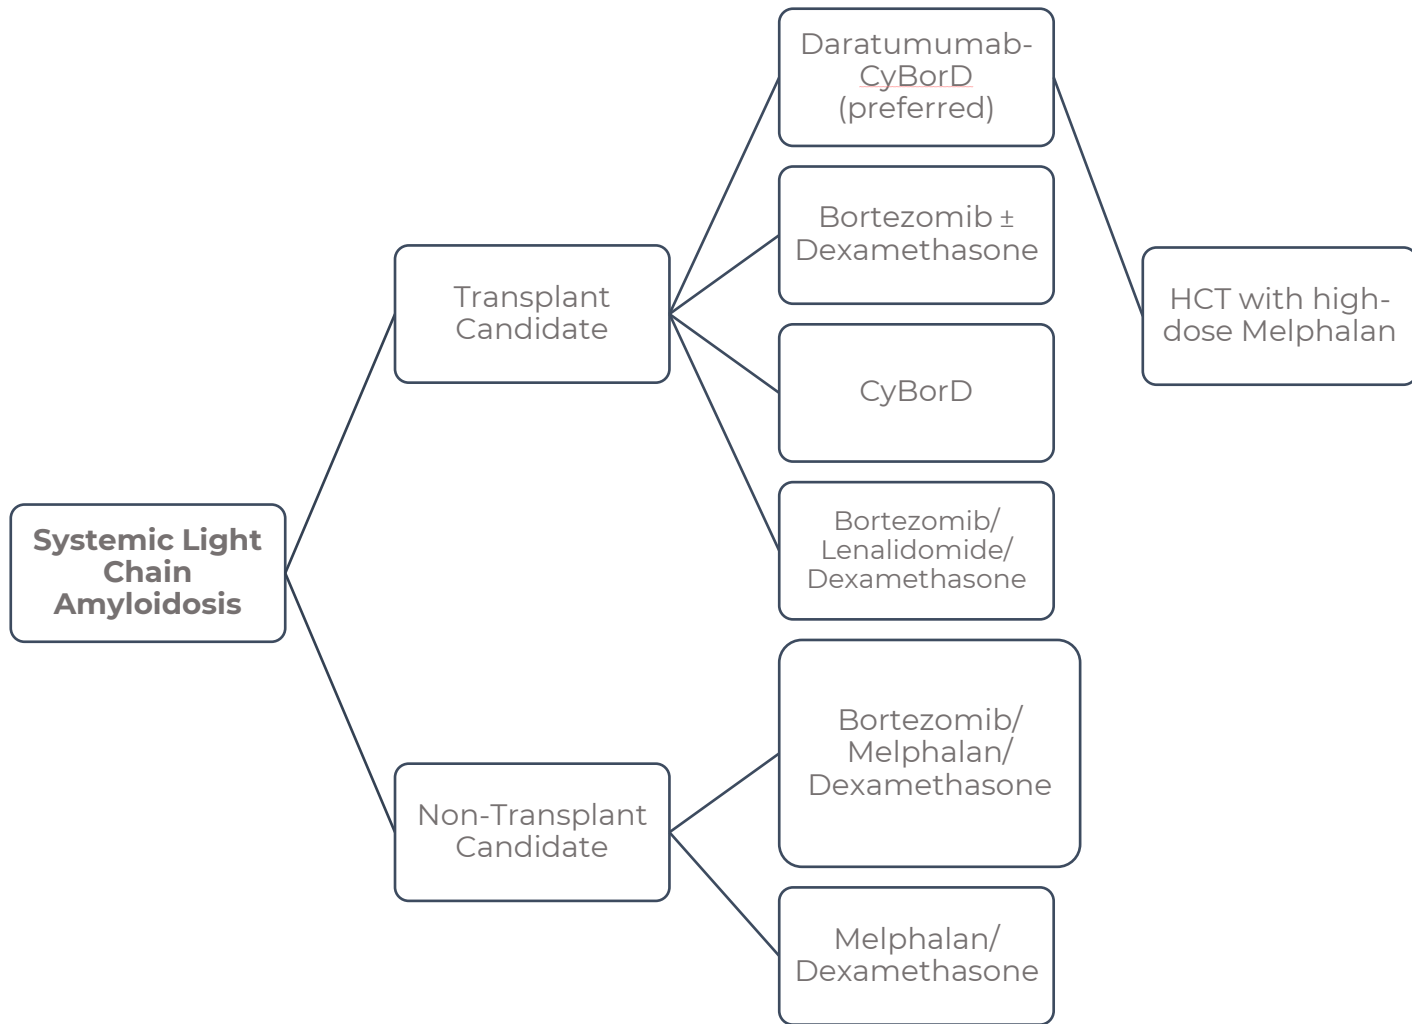 Systemic Light
Chain
Amyloidosis
Transplant
Candidate
Daratumumab-
CyBorD
(preferred)
Bortezomib ±
Dexamethasone
CyBorD
Bortezomib/
Lenalidomide/
Dexamethasone
HCT with high-
dose Melphalan
Non-Transplant
Candidate
Bortezomib/
Melphalan/
Dexamethasone
Melphalan/
Dexamethasone